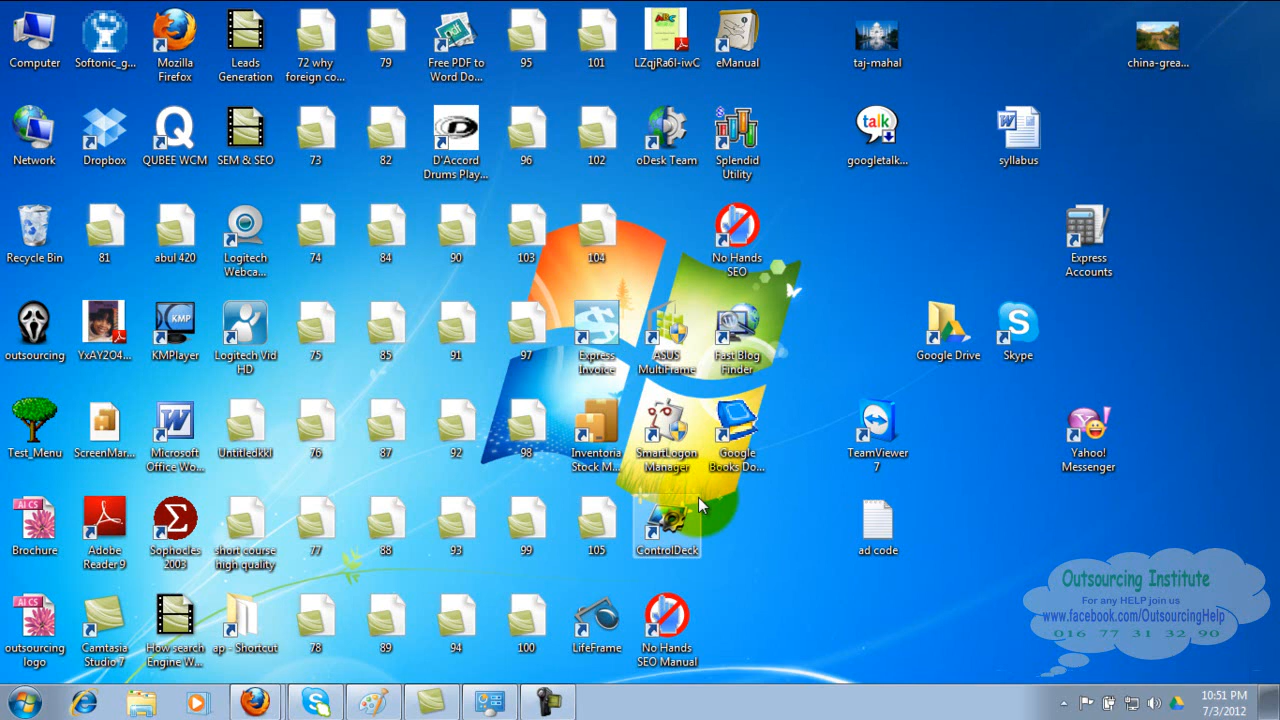 Computer
Softonic_g...
Mozilla
Firefox
Leads
Generation
72 why
foreign co...
79
pdf
Free PDF to
Word Do...
95
101
ABC
LZqjRa6I-iwC
eManual
taj-mahal
china-grea...
Network
Dropbox
QUBEE WCM
SEM & SEO
73
82
D'Accord
Drums Play...
96
102
oDesk Team
Splendid
Utility
talk
googletalk...
syllabus
Recycle Bin
81
abul 420
Logitech
Webca...
74
84
90
103
104
No Hands
SEO
Express
Accounts
outsourcing
YxAY2O4...
KMP
KMPlayer
Logitech Vid
HD
75
85
91
97
Express
Invoice
ASUS
MultiFrame
Fast Blog
Finder
Google Drive
Skype
Test_Menu
ScreenMar...
Microsoft
Office Wo...
Untitledkkl
76
87
92
98
Inventoria
Stock M...
SmartLogon
Manager
Google
Books Do...
TeamViewer
7
Yahoo!
Messenger
AI CS
Brochure
Adobe
Reader 9
Sophocles
2003
short course
high quality
77
88
93
99
105
ControlDeck
ad code
AI CS
outsourcing
logo
Camtasia
Studio 7
How search
Engine W...
ap - Shortcut
78
89
94
100
LifeFrame
No Hands
SEO Manual
Outsourcing Institute
For any HELP join us
www.facebook.com/OutsourcingHelp
016 77 31 32 90
10:51 PM
7/3/2012